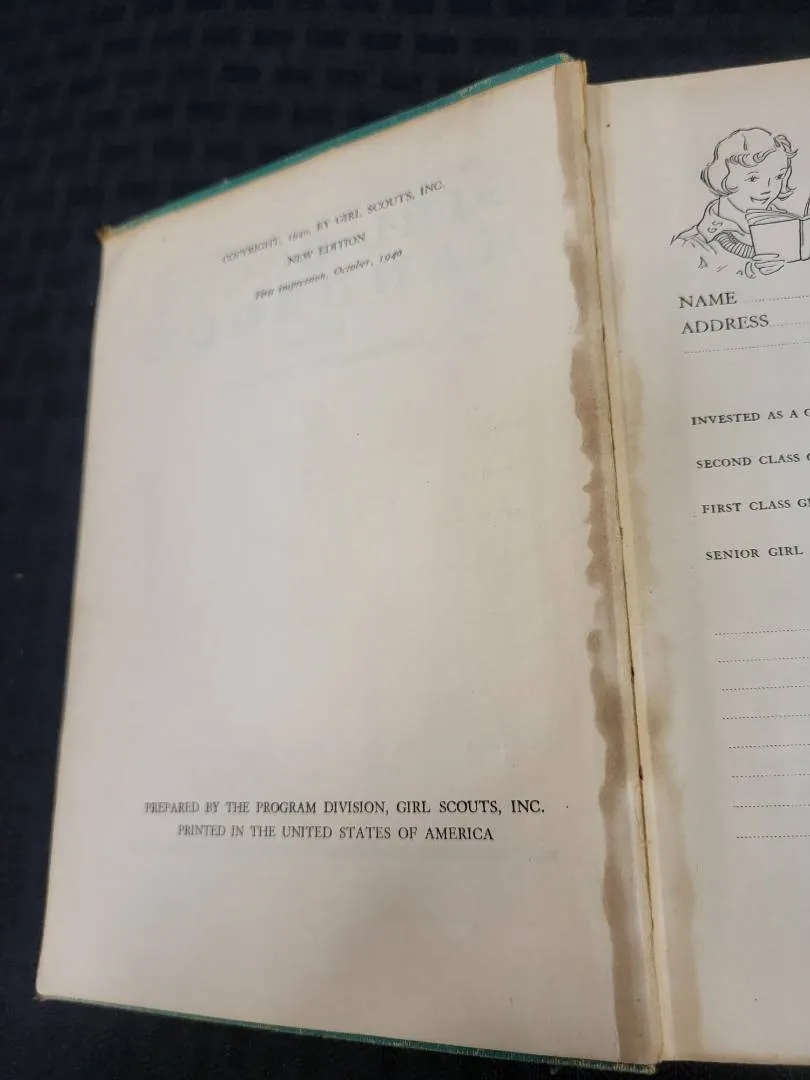 COPYRIGHT, 1940, BY GIRL SCOUTS, INC.
NEW EDITION
First impression, October, 1940
PREPARED BY THE PROGRAM DIVISION, GIRL SCOUTS, INC.
PRINTED IN THE UNITED STATES OF AMERICA
NAME
ADDRESS
INVESTED AS A G
SECOND CLASS
FIRST CLASS GI
SENIOR GIRL